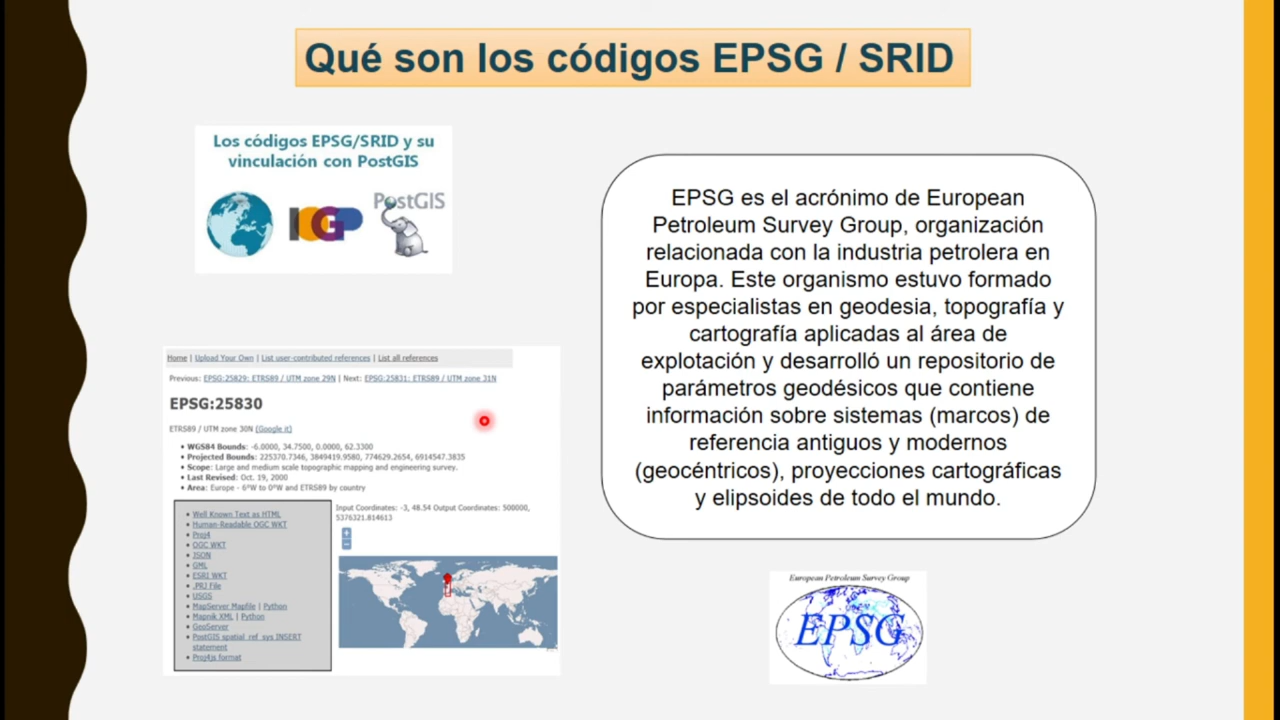 Qué son los códigos EPSG / SRID
Los códigos EPSG/SRID y su
vinculación con PostGIS
IOGP
PostGIS
EPSG es el acrónimo de European
Petroleum Survey Group, organización
relacionada con la industria petrolera en
Europa. Este organismo estuvo formado
por especialistas en geodesia, topografía y
cartografía aplicadas al área de
explotación y desarrolló un repositorio de
parámetros geodésicos que contiene
información sobre sistemas (marcos) de
referencia antiguos y modernos
(geocéntricos), proyecciones cartográficas
y elipsoides de todo el mundo.
Home | Upload Your Own | List user-contributed references | List all references
Previous: EPSG:25829: ETRS89 / UTM zone 29N | Next: EPSG:25831: ETRS89 / UTM zone 31N
EPSG:25830
ETRS89 / UTM zone 30N (Google it)
• WGS84 Bounds: -6.0000, 34.7500, 0.0000, 62.3300
• Projected Bounds: 225370.7346, 3849419.9580, 774629.2654, 6914547.3835
• Scope: Large and medium scale topographic mapping and engineering survey.
• Last Revised: Oct. 19, 2000
• Area: Europe - 6°W to 0°W and ETRS89 by country
• Well Known Text as HTML
• Human-Readable OGC WKT
• Proj4
• OGC WKT
• JSON
• GML
• ESRI WKT
• .PRJ File
• USGS
• MapServer Mapfile | Python
• Mapnik XML | Python
• GeoServer
• PostGIS spatial_ref_sys INSERT
statement
• Proj4js format
Input Coordinates: -3, 48.54 Output Coordinates: 500000,
5376321.814613
+
−
European Petroleum Survey Group
EPSG